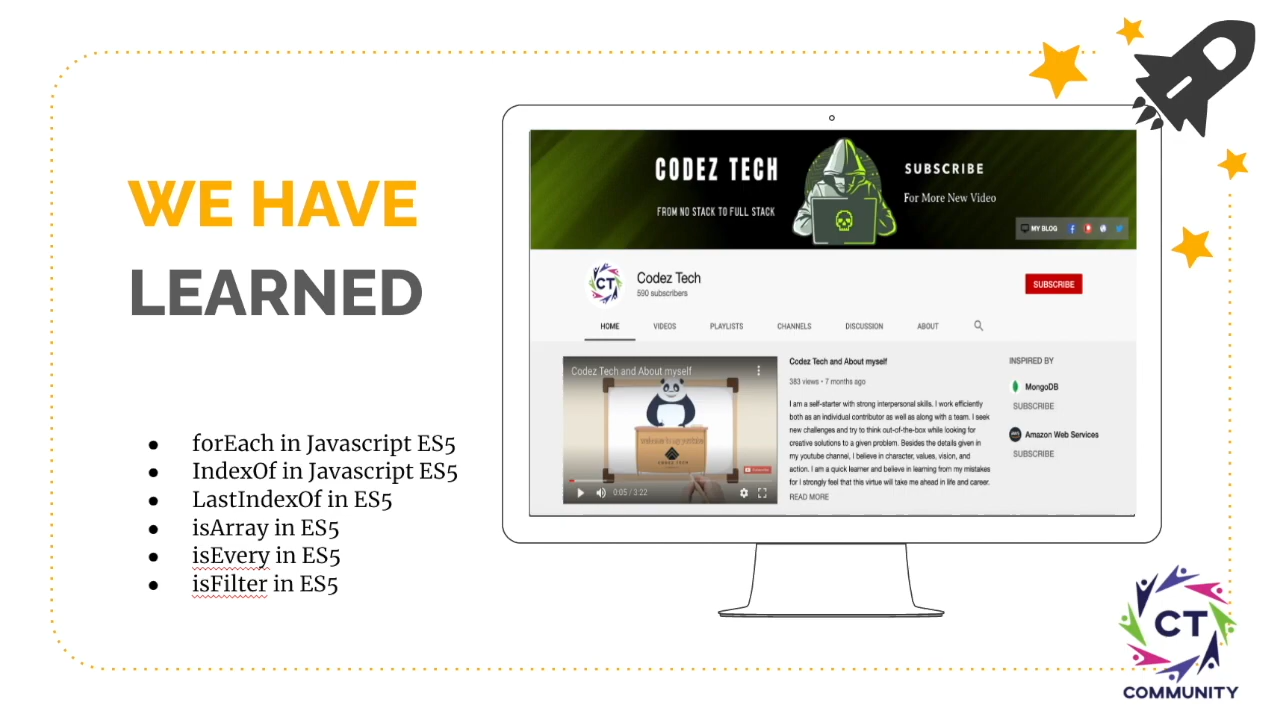 WE HAVE
LEARNED
● forEach in Javascript ES5
● IndexOf in Javascript ES5
● LastIndexOf in ES5
● isArray in ES5
● isEvery in ES5
● isFilter in ES5
CODEZ TECH
FROM NO STACK TO FULL STACK
SUBSCRIBE
For More New Video
MY BLOG
CT
Codez Tech
590 subscribers
SUBSCRIBE
HOME VIDEOS PLAYLISTS CHANNELS DISCUSSION ABOUT
Codez Tech and About myself
0:05 / 3:22
Codez Tech and About myself
383 views • 7 months ago
I am a self-starter with strong interpersonal skills. I work efficiently
both as an individual contributor as well as along with a team. I seek
new challenges and try to think out-of-the-box while looking for
creative solutions to a given problem. Besides the details given in
my youtube channel, I believe in character, values, vision, and
action. I am a quick learner and believe in learning from my mistakes
for I strongly feel that this virtue will take me ahead in life and career.
READ MORE
INSPIRED BY
MongoDB
SUBSCRIBE
Amazon Web Services
SUBSCRIBE
CT
COMMUNITY